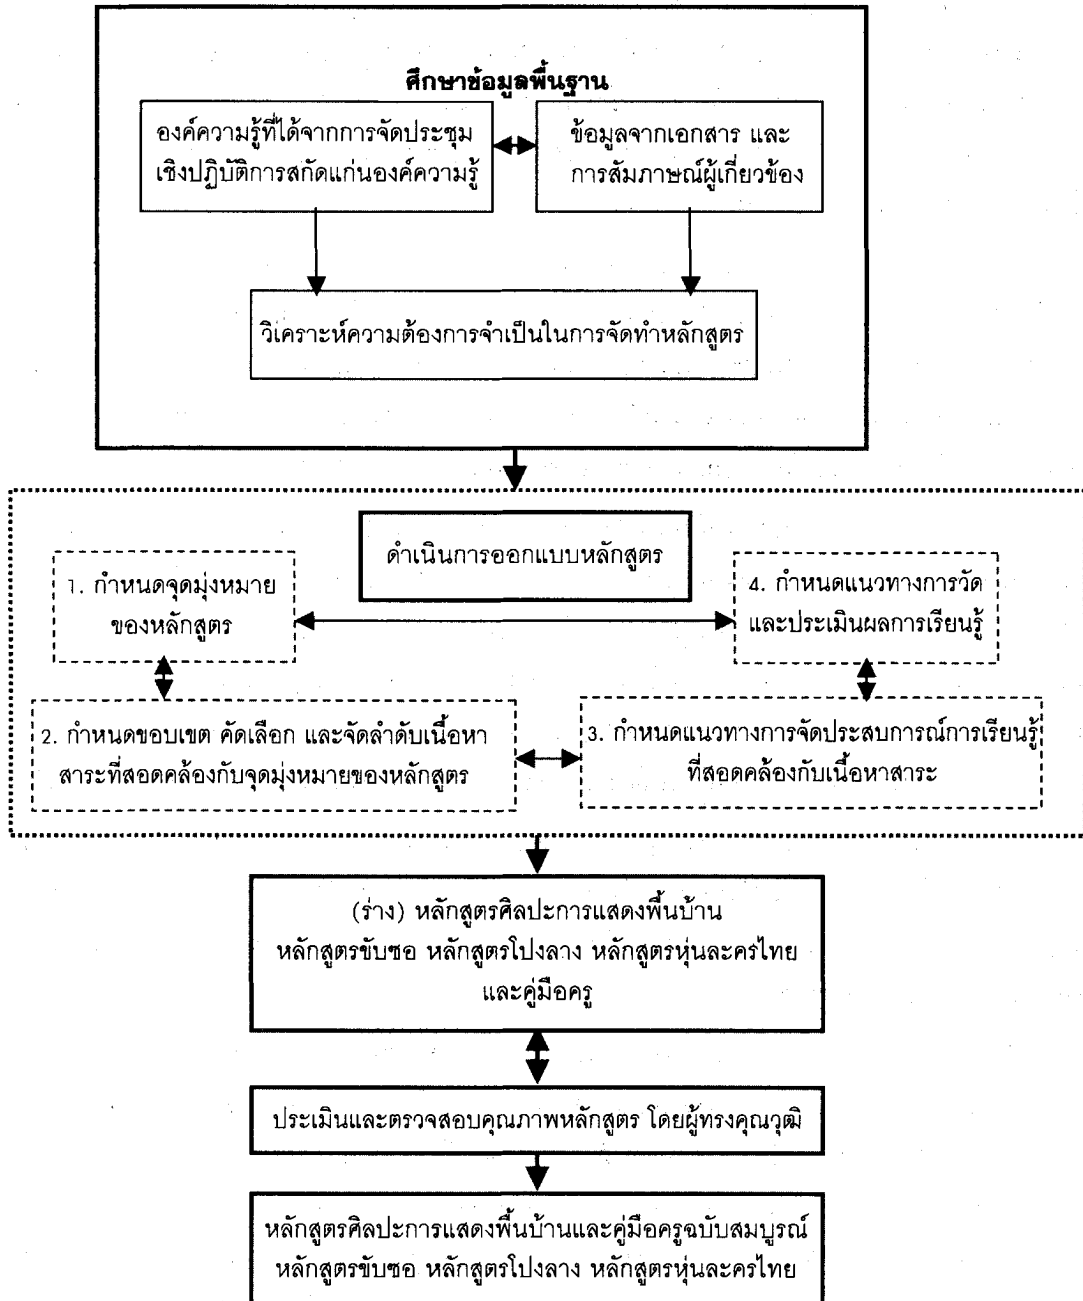 ศึกษาข้อมูลพื้นฐาน
องค์ความรู้ที่ได้จากการจัดประชุม
เชิงปฏิบัติการสกัดแก่นองค์ความรู้
ข้อมูลจากเอกสาร และ
การสัมภาษณ์ผู้เกี่ยวข้อง
วิเคราะห์ความต้องการจำเป็นในการจัดทำหลักสูตร
ดำเนินการออกแบบหลักสูตร
1. กำหนดจุดมุ่งหมาย
ของหลักสูตร
4. กำหนดแนวทางการวัด
และประเมินผลการเรียนรู้
2. กำหนดขอบเขต คัดเลือก และจัดลำดับเนื้อหา
สาระที่สอดคล้องกับจุดมุ่งหมายของหลักสูตร
3. กำหนดแนวทางการจัดประสบการณ์การเรียนรู้
ที่สอดคล้องกับเนื้อหาสาระ
(ร่าง) หลักสูตรศิลปะการแสดงพื้นบ้าน
หลักสูตรขับซอ หลักสูตรโปงลาง หลักสูตรหุ่นละครไทย
และคู่มือครู
ประเมินและตรวจสอบคุณภาพหลักสูตร โดยผู้ทรงคุณวุฒิ
หลักสูตรศิลปะการแสดงพื้นบ้านและคู่มือครูฉบับสมบูรณ์
หลักสูตรขับซอ หลักสูตรโปงลาง หลักสูตรหุ่นละครไทย